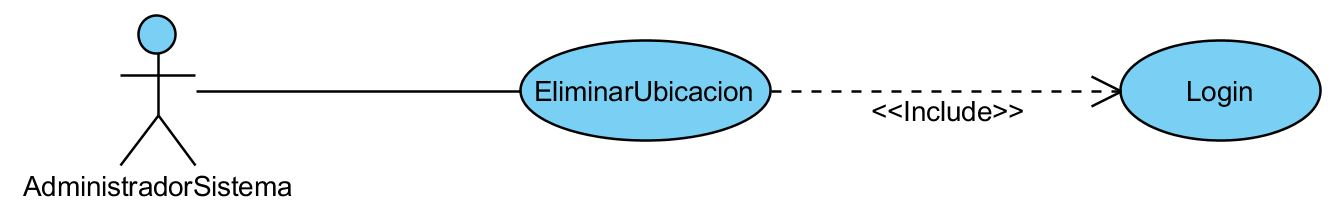 EliminarUbicacion
Login
<<Include>>
AdministradorSistema